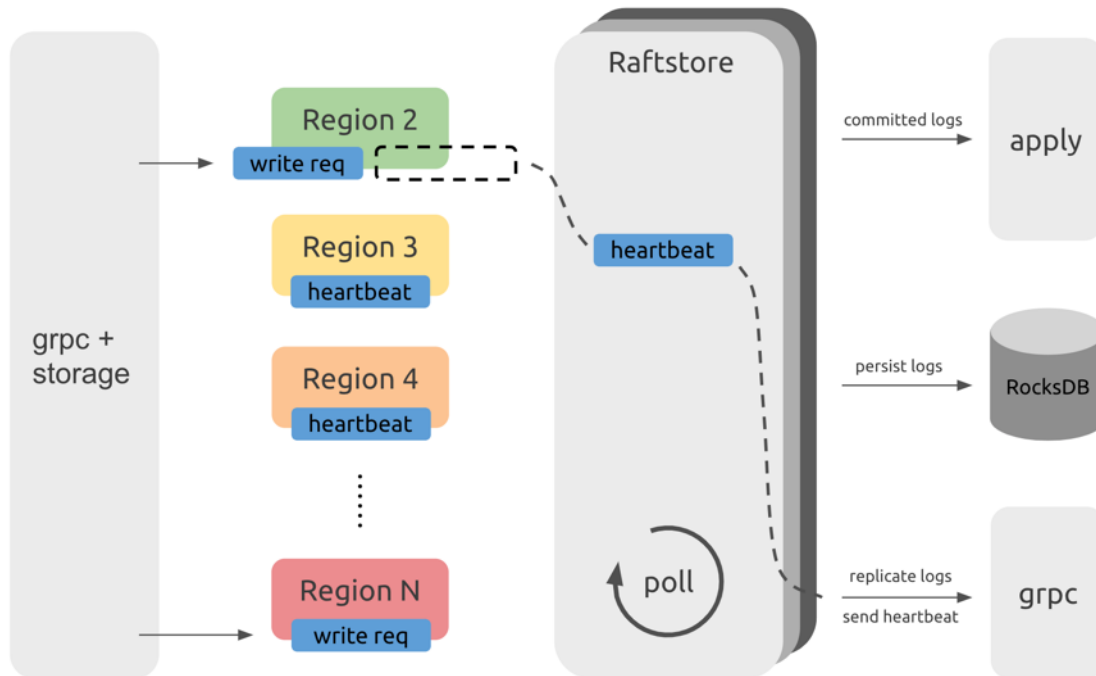 grpc +
storage
Region 2
write req
Region 3
heartbeat
Region 4
heartbeat
Region N
write req
Raftstore
heartbeat
poll
committed logs
apply
persist logs
RocksDB
replicate logs
send heartbeat
grpc